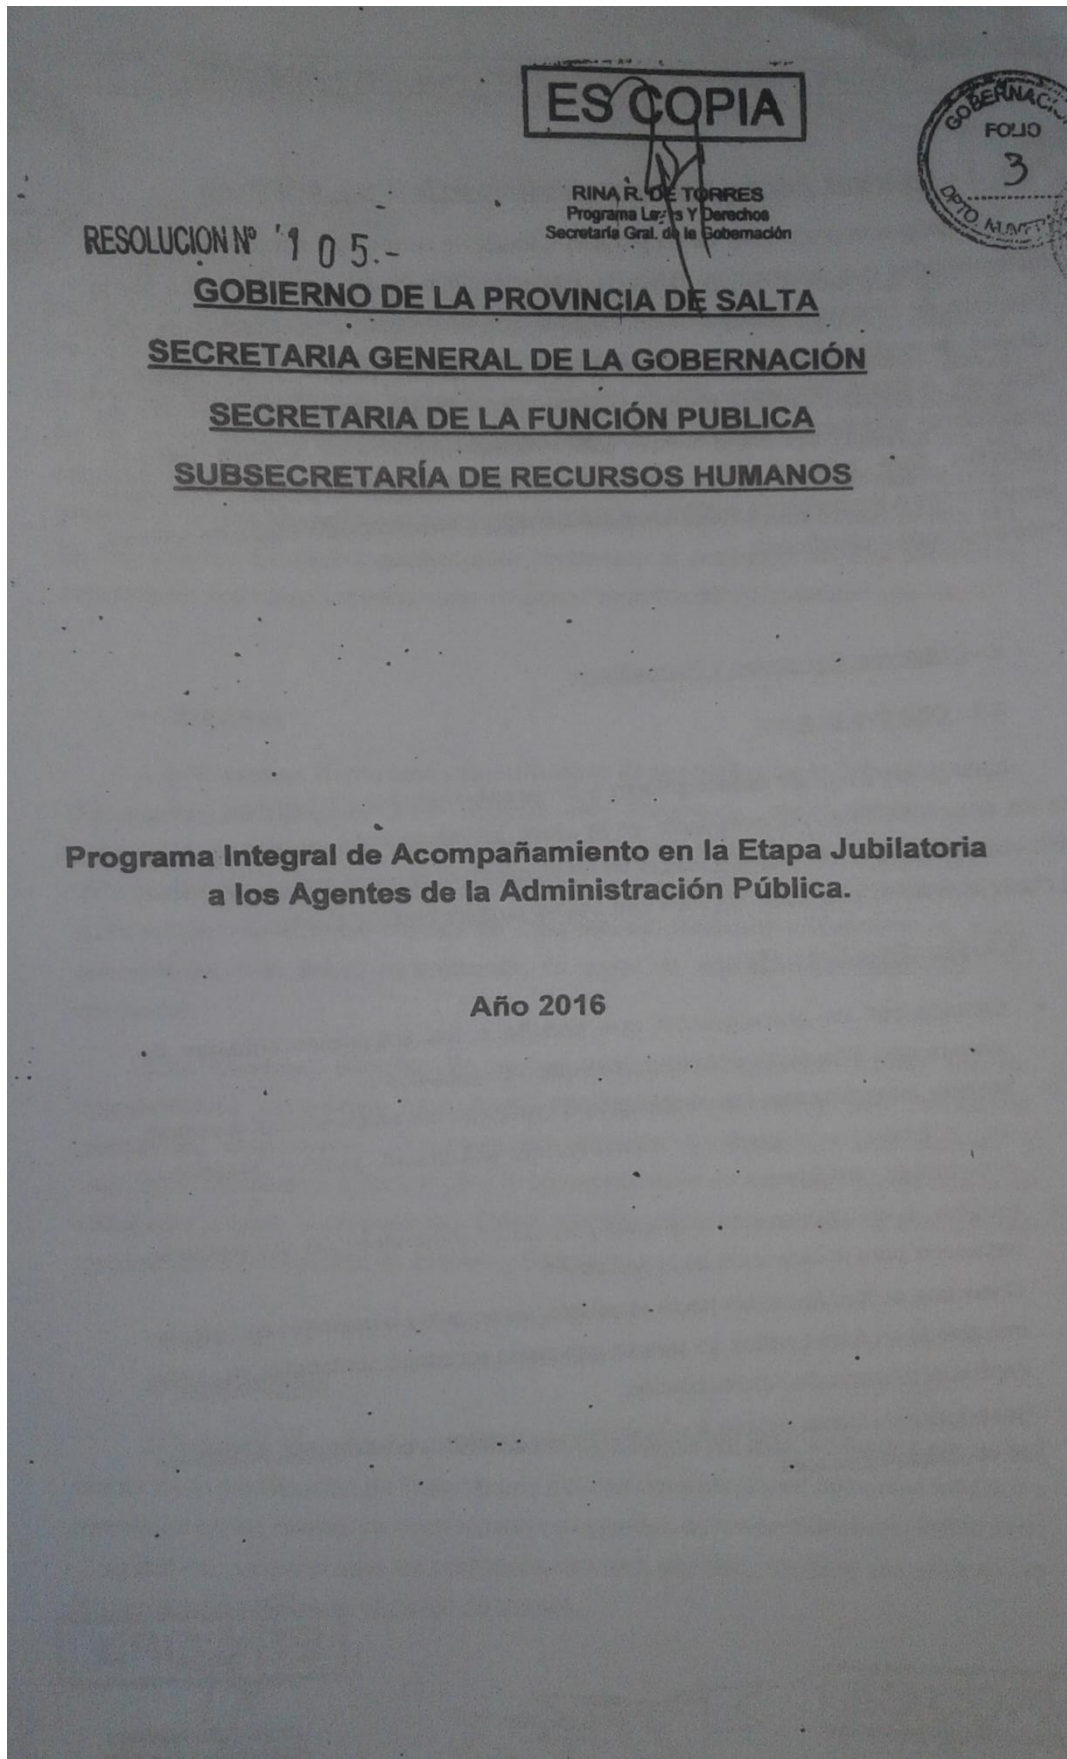 ES COPIA
GOBERNACI
FOLIO
3
DPTO
RINA R. DE TORRES
Programa Leyes Y Derechos
Secretaría Gral. de la Gobernación
RESOLUCION Nº 105.-
GOBIERNO DE LA PROVINCIA DE SALTA
SECRETARIA GENERAL DE LA GOBERNACIÓN
SECRETARIA DE LA FUNCIÓN PUBLICA
SUBSECRETARÍA DE RECURSOS HUMANOS
Programa Integral de Acompañamiento en la Etapa Jubilatoria
a los Agentes de la Administración Pública.
Año 2016